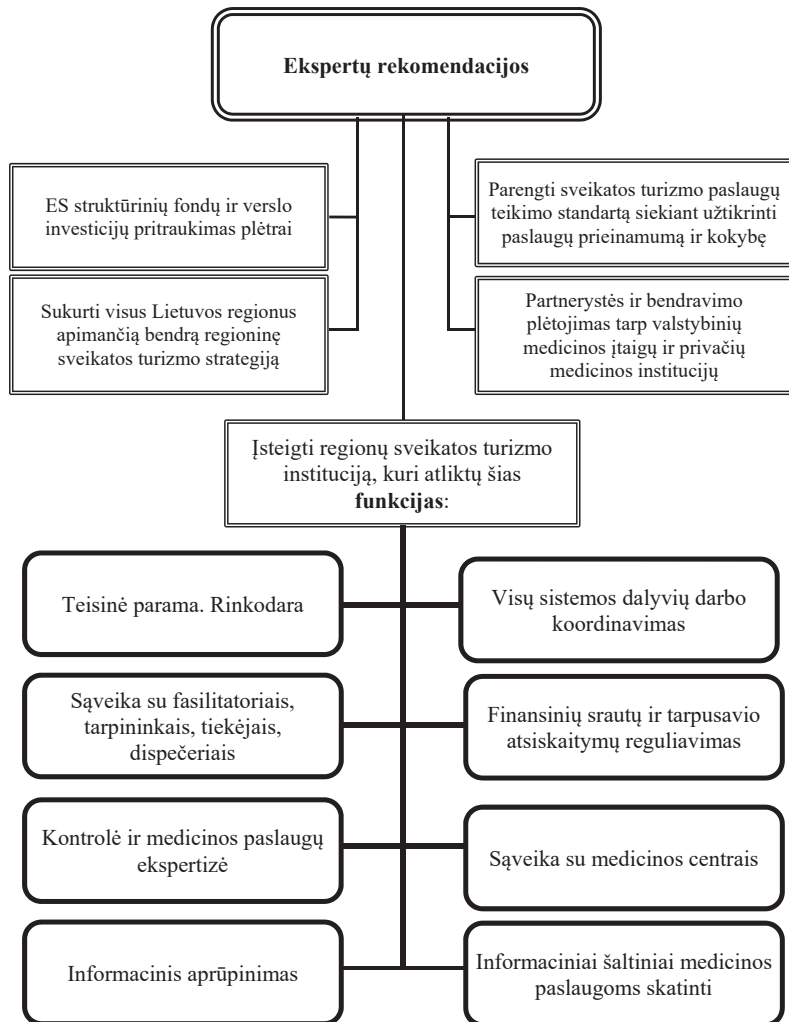 Ekspertų rekomendacijos
ES struktūrinių fondų ir verslo
investicijų pritraukimas plėtrai
Parengti sveikatos turizmo paslaugų
teikimo standartą siekiant užtikrinti
paslaugų prieinamumą ir kokybę
Sukurti visus Lietuvos regionus
apimančią bendrą regioninę
sveikatos turizmo strategiją
Partnerystės ir bendravimo
plėtojimas tarp valstybinių
medicinos įtaigų ir privačių
medicinos institucijų
Įsteigti regionų sveikatos turizmo
instituciją, kuri atliktų šias
funkcijas:
Teisinė parama. Rinkodara
Visų sistemos dalyvių darbo
koordinavimas
Sąveika su fasilitatoriais,
tarpininkais, tiekėjais,
dispečeriais
Finansinių srautų ir tarpusavio
atsiskaitymų reguliavimas
Kontrolė ir medicinos paslaugų
ekspertizė
Sąveika su medicinos centrais
Informacinis aprūpinimas
Informaciniai šaltiniai medicinos
paslaugoms skatinti